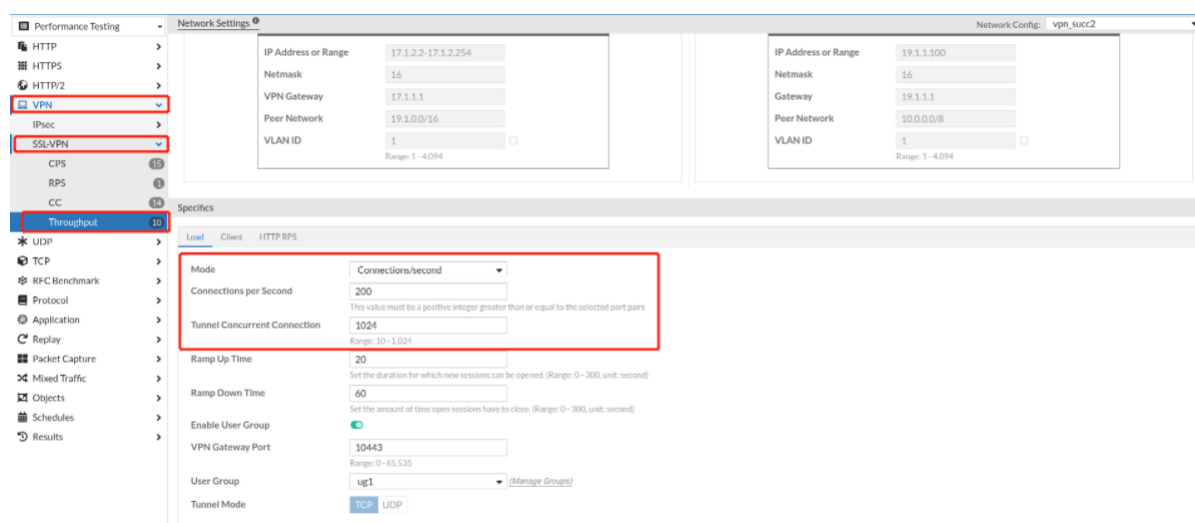 Performance Testing
Network Settings
Network Config: vpn_succ2
HTTP
HTTPS
HTTP/2
VPN
IPsec
SSL-VPN
CPS 15
RPS 1
CC 14
Throughput 10
UDP
TCP
RFC Benchmark
Protocol
Application
Replay
Packet Capture
Mixed Traffic
Objects
Schedules
Results
IP Address or Range 17.1.2.2-17.1.2.254
Netmask 16
VPN Gateway 17.1.1.1
Peer Network 19.1.0.0/16
VLAN ID 1
Range: 1 - 4,094
IP Address or Range 19.1.1.100
Netmask 16
Gateway 19.1.1.1
Peer Network 10.0.0.0/8
VLAN ID 1
Range: 1 - 4,094
Specifics
Load Client HTTP RPS
Mode Connections/second
Connections per Second 200
This value must be a positive integer greater than or equal to the selected port pairs
Tunnel Concurrent Connection 1024
Range: 10 - 1,024
Ramp Up Time 20
Set the duration for which new sessions can be opened. (Range: 0 - 300, unit: second)
Ramp Down Time 60
Set the amount of time open sessions have to close. (Range: 0 - 300, unit: second)
Enable User Group
VPN Gateway Port 10443
Range: 0 - 65,535
User Group ug1 (Manage Groups)
Tunnel Mode TCP UDP